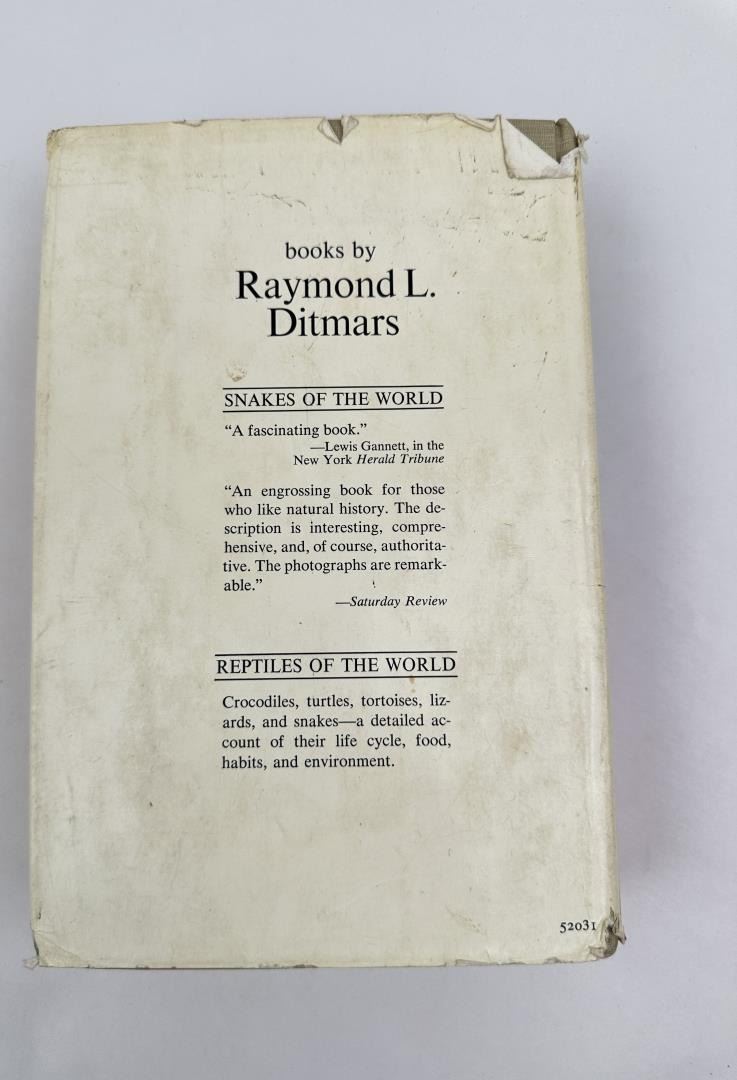 books by
Raymond L.
Ditmars
SNAKES OF THE WORLD
“A fascinating book.”
—Lewis Gannett, in the
New York Herald Tribune
“An engrossing book for those
who like natural history. The de-
scription is interesting, compre-
hensive, and, of course, authorita-
tive. The photographs are remark-
able.”
—Saturday Review
REPTILES OF THE WORLD
Crocodiles, turtles, tortoises, liz-
ards, and snakes—a detailed ac-
count of their life cycle, food,
habits, and environment.
52031